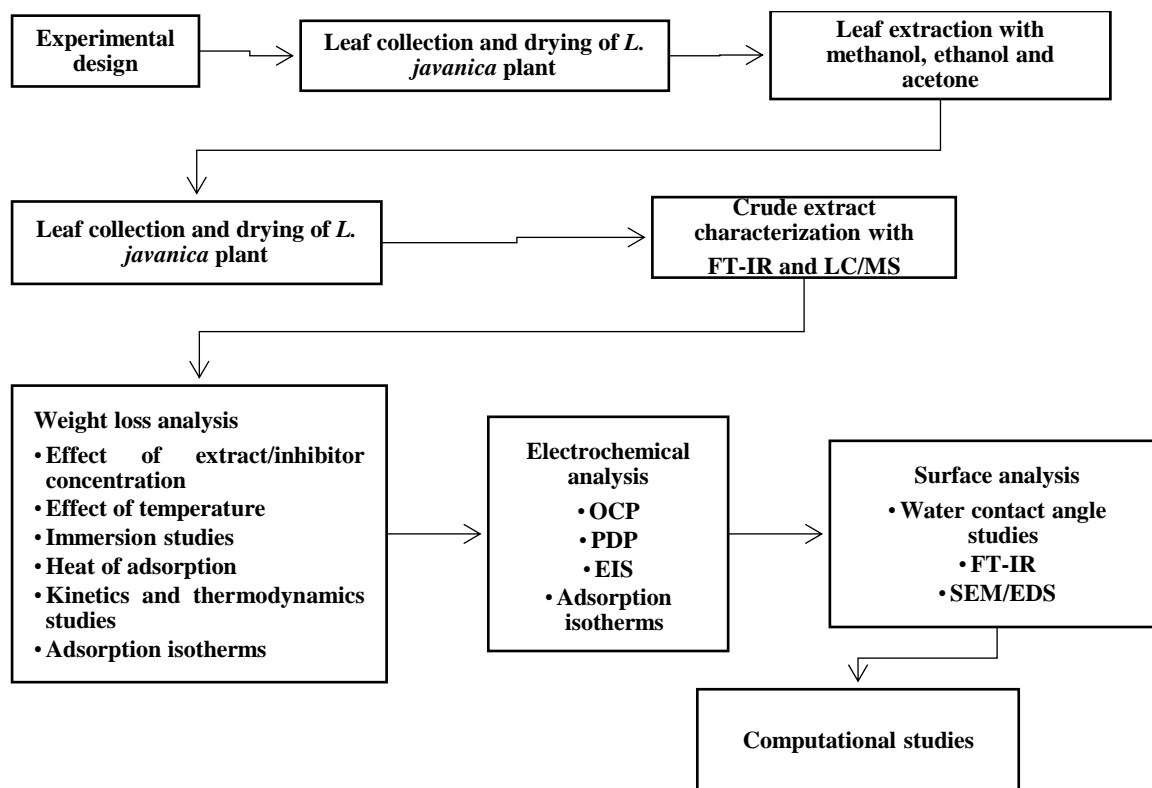 Experimental
design
Leaf collection and drying of L.
javanica plant
Leaf extraction with
methanol, ethanol and
acetone
Leaf collection and drying of L.
javanica plant
Crude extract
characterization with
FT-IR and LC/MS
Weight loss analysis
• Effect of extract/inhibitor
concentration
• Effect of temperature
• Immersion studies
• Heat of adsorption
• Kinetics and thermodynamics
studies
• Adsorption isotherms
Electrochemical
analysis
• OCP
• PDP
• EIS
• Adsorption
isotherms
Surface analysis
• Water contact angle
studies
• FT-IR
• SEM/EDS
Computational studies